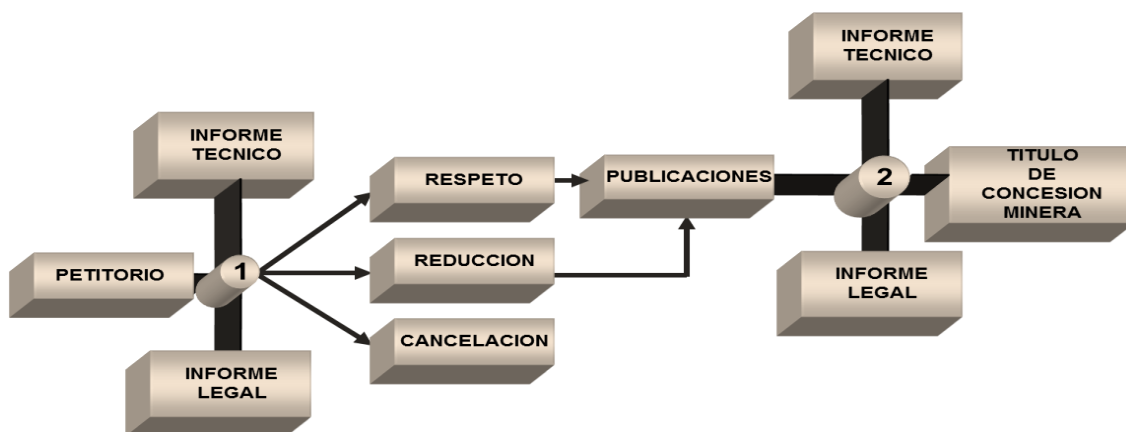 PETITORIO
INFORME
TECNICO
1
INFORME
LEGAL
RESPETO
REDUCCION
CANCELACION
PUBLICACIONES
INFORME
TECNICO
2
INFORME
LEGAL
TITULO
DE
CONCESION
MINERA